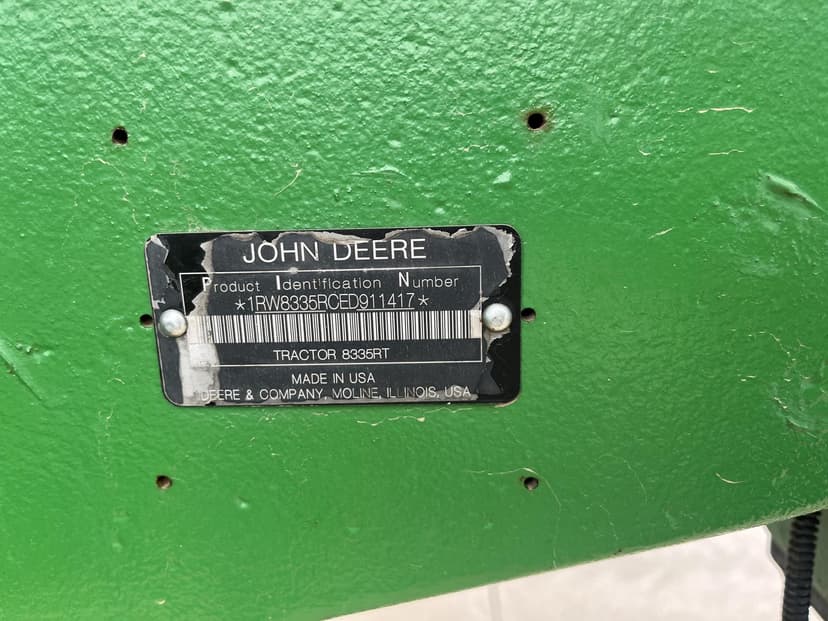 JOHN DEERE
Product Identification Number
*1RW8335RCED911417*
TRACTOR 8335RT
MADE IN USA
DEERE & COMPANY, MOLINE, ILLINOIS, USA